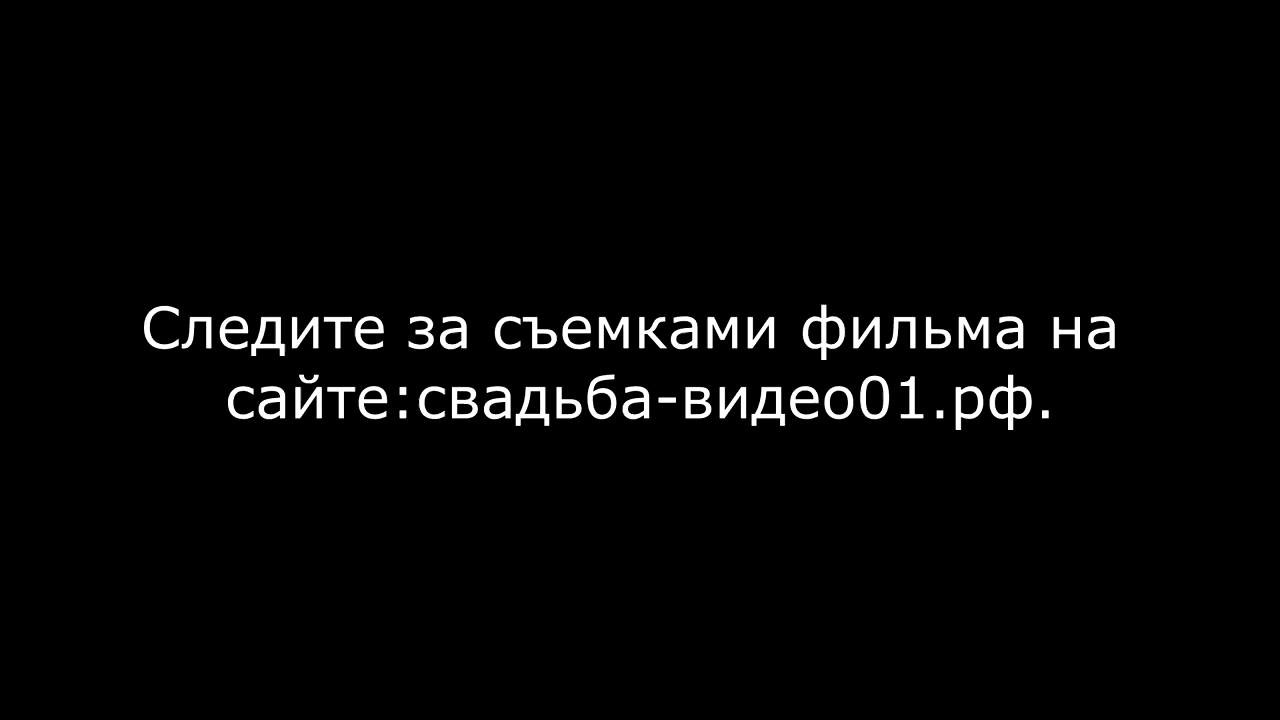 Следите за съемками фильма на
сайте:свадьба-видео01.рф.